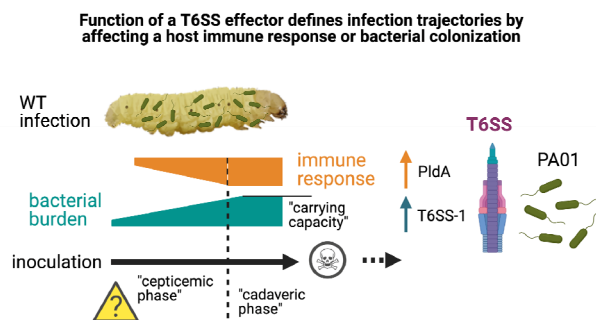 Function of a T6SS effector defines infection trajectories by
affecting a host immune response or bacterial colonization
WT
infection
T6SS
immune
response
PldA
PA01
bacterial
burden
"carrying
capacity"
T6SS-1
inoculation
"cepticemic
phase"
"cadaveric
phase"
?